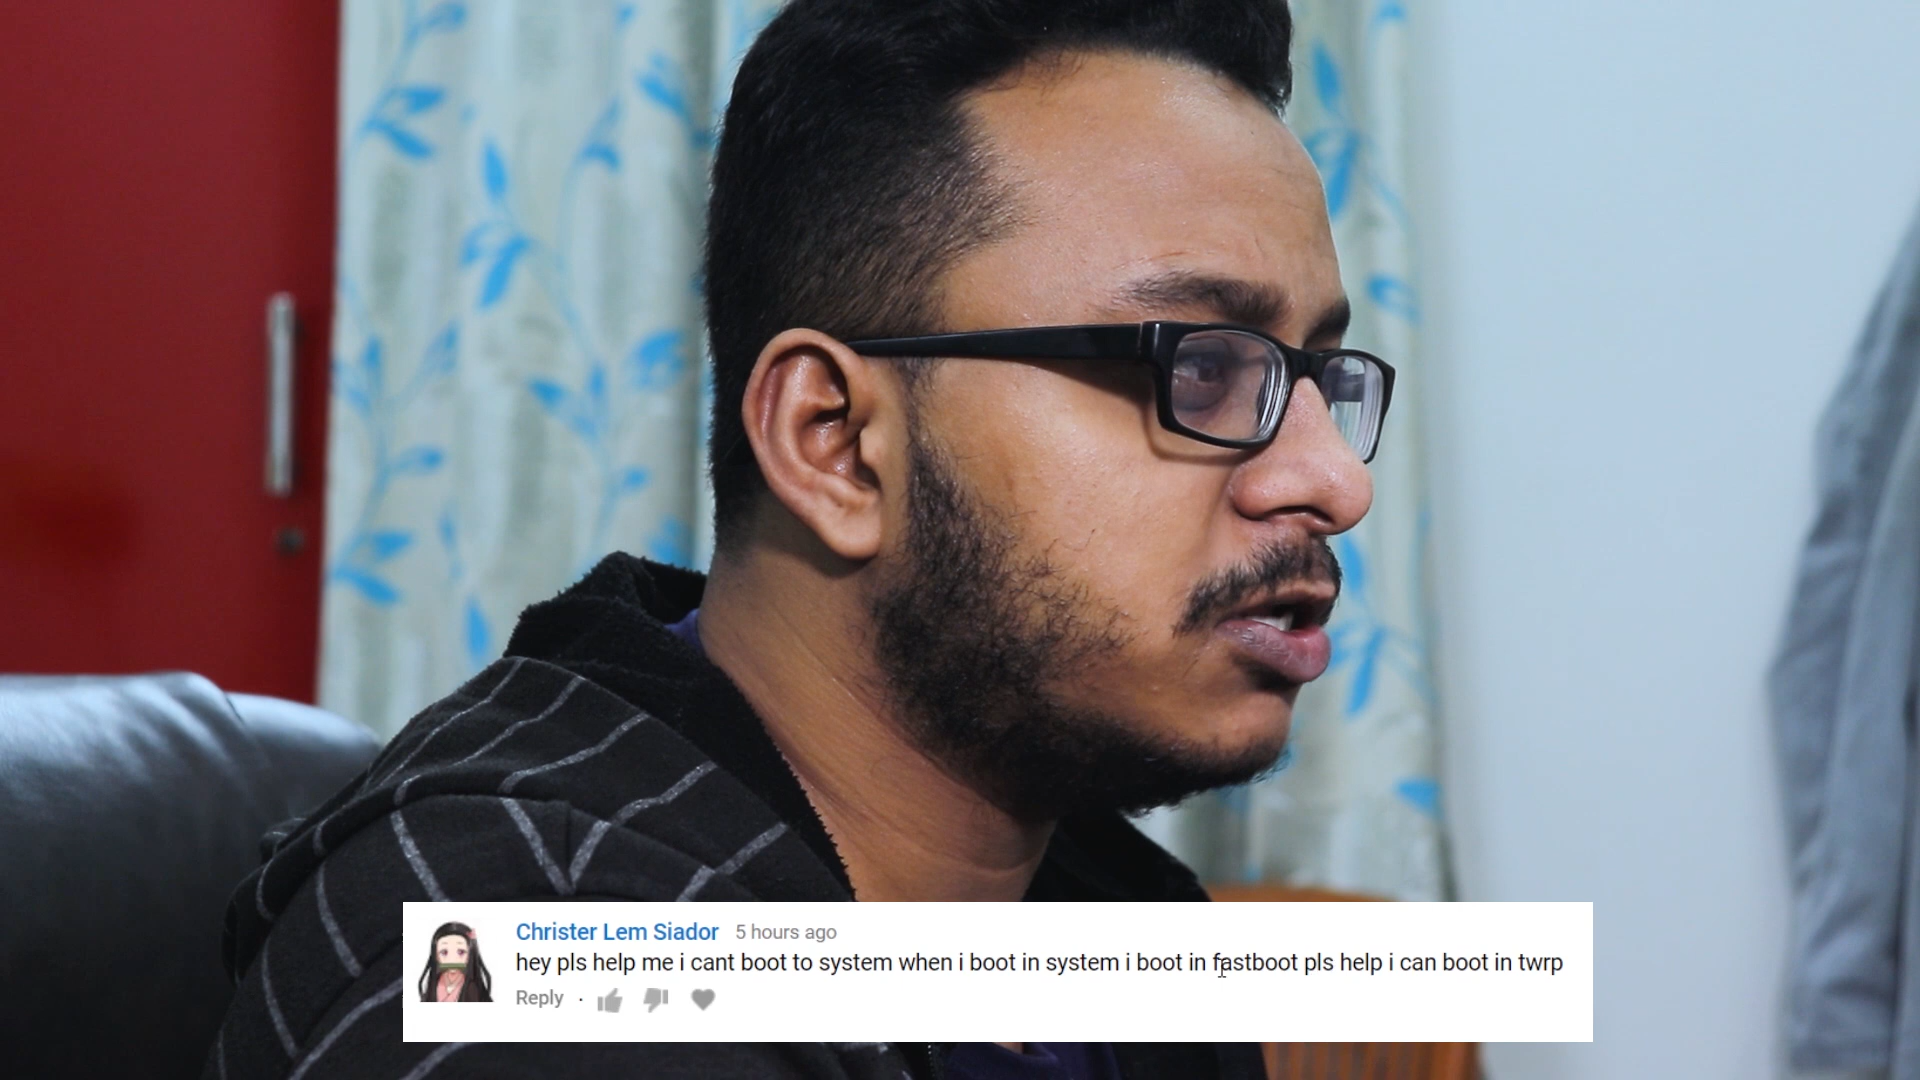 Christer Lem Siador 5 hours ago
hey pls help me i cant boot to system when i boot in system i boot in fastboot pls help i can boot in twrp
Reply ·